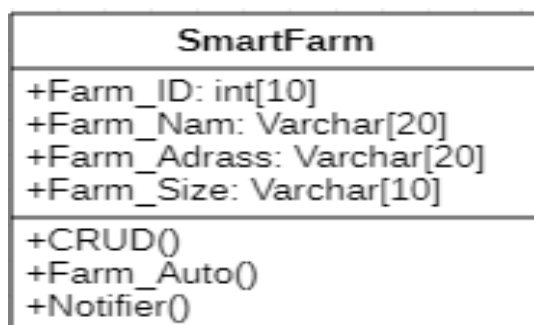 SmartFarm
+Farm_ID: int[10]
+Farm_Nam: Varchar[20]
+Farm_Adrass: Varchar[20]
+Farm_Size: Varchar[10]
+CRUD()
+Farm_Auto()
+Notifier()